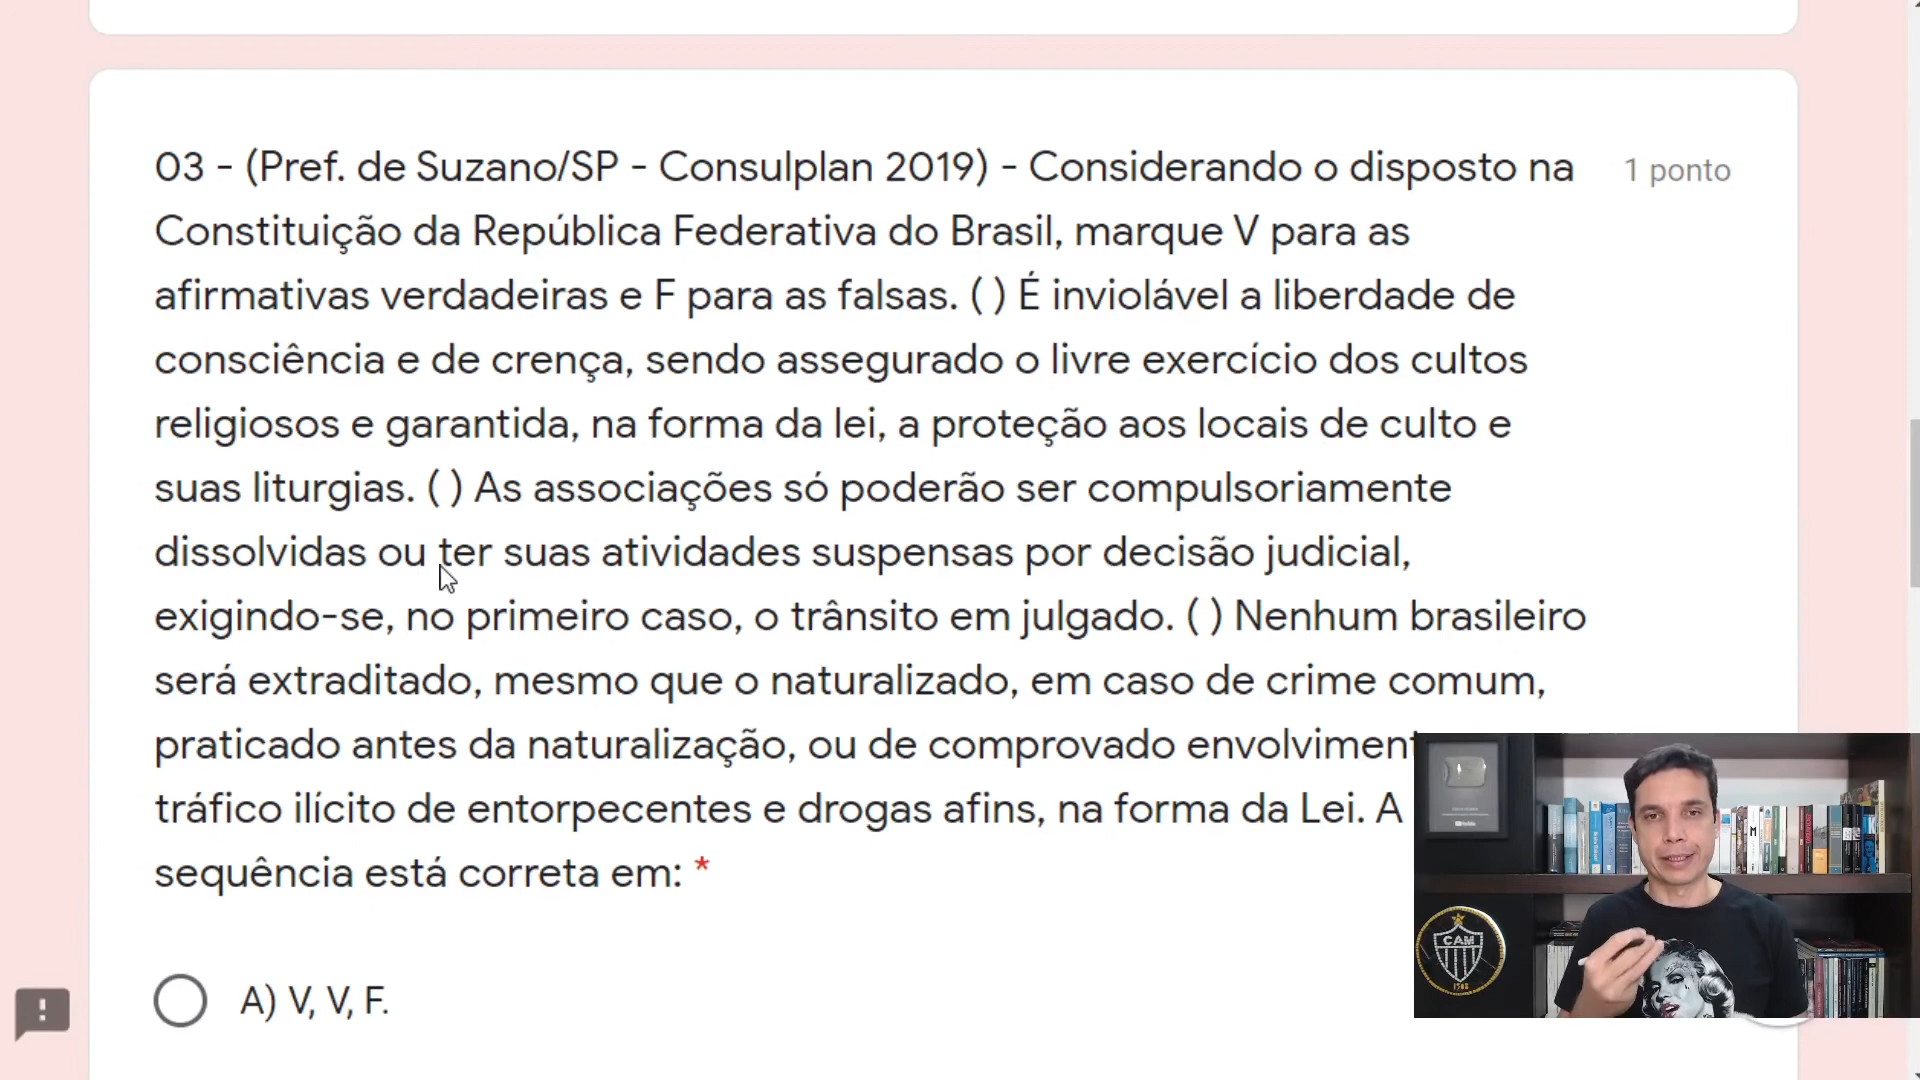 03 - (Pref. de Suzano/SP - Consulplan 2019) - Considerando o disposto na
1 ponto
Constituição da República Federativa do Brasil, marque V para as
afirmativas verdadeiras e F para as falsas. ( ) É inviolável a liberdade de
consciência e de crença, sendo assegurado o livre exercício dos cultos
religiosos e garantida, na forma da lei, a proteção aos locais de culto e
suas liturgias. ( ) As associações só poderão ser compulsoriamente
dissolvidas ou ter suas atividades suspensas por decisão judicial,
exigindo-se, no primeiro caso, o trânsito em julgado. ( ) Nenhum brasileiro
será extraditado, mesmo que o naturalizado, em caso de crime comum,
praticado antes da naturalização, ou de comprovado envolviment
tráfico ilícito de entorpecentes e drogas afins, na forma da Lei. A
sequência está correta em: *
A) V, V, F.
CAM
1908